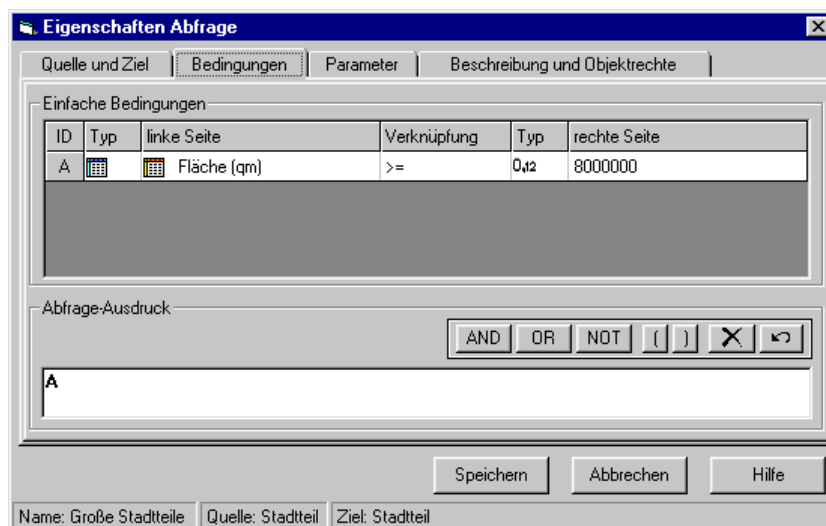 Eigenschaften Abfrage
Quelle und Ziel Bedingungen Parameter Beschreibung und Objektrechte
Einfache Bedingungen
ID Typ linke Seite Verknüpfung Typ rechte Seite
A Fläche (qm) >= 0,12 8000000
Abfrage-Ausdruck
AND OR NOT ( )
A
Speichern Abbrechen Hilfe
Name: Große Stadtteile Quelle: Stadtteil Ziel: Stadtteil